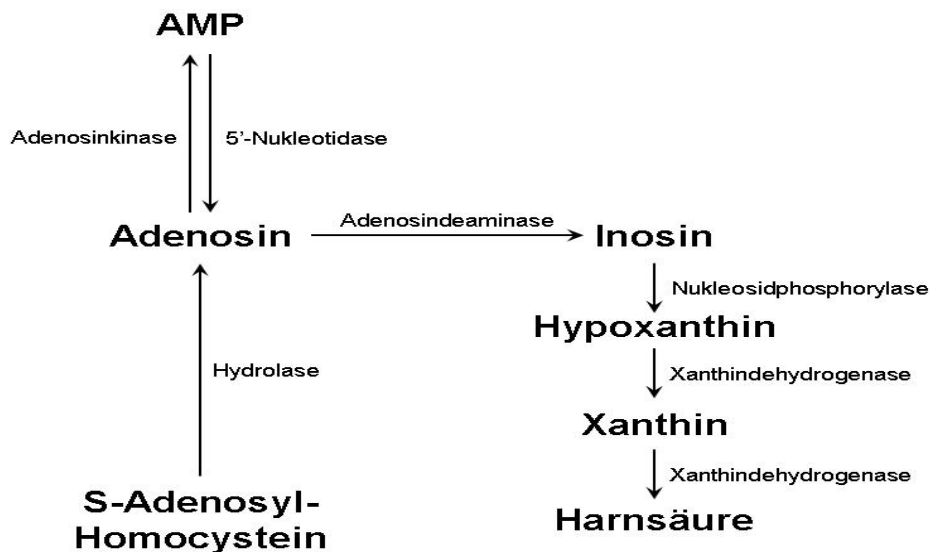 AMP
Adenosinkinase
5'-Nukleotidase
Adenosin
Adenosindeaminase
Inosin
Nukleosidphosphorylase
Hypoxanthin
Hydrolase
Xanthindehydrogenase
Xanthin
Xanthindehydrogenase
S-Adenosyl-
Homocystein
Harnsäure